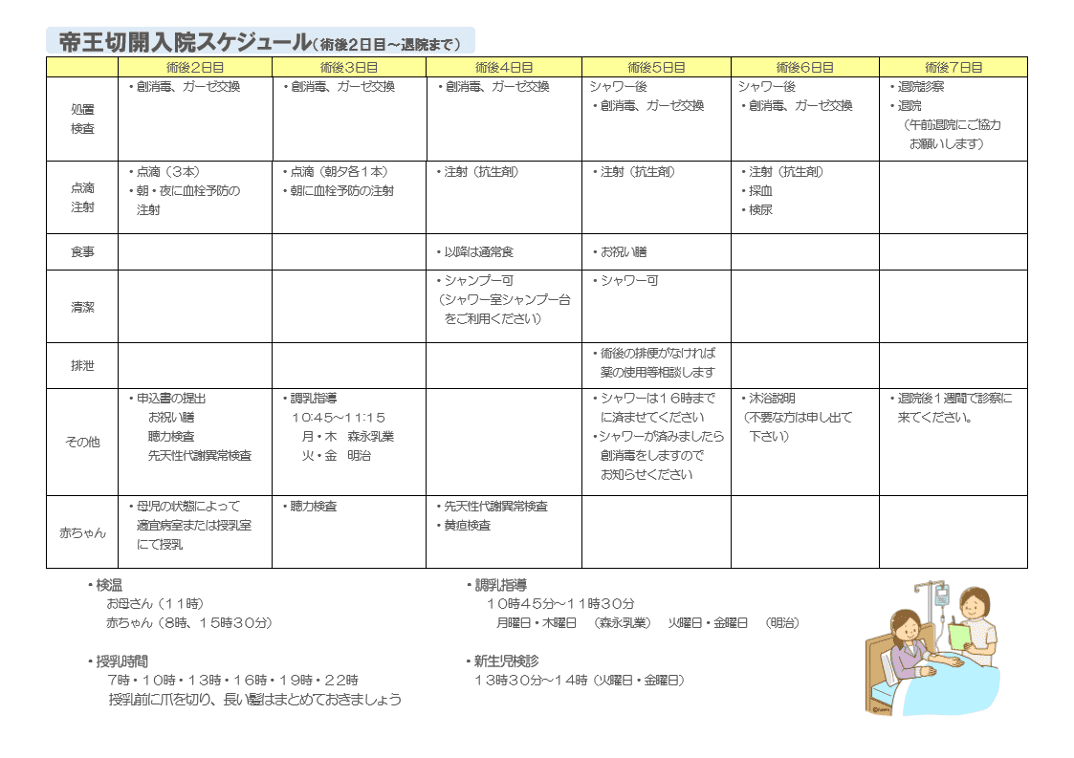 帝王切開入院スケジュール（術後２日目～退院まで）
術後２日目 術後３日目 術後４日目 術後５日目 術後６日目 術後７日目
処置
検査
・創消毒、ガーゼ交換
・創消毒、ガーゼ交換
・創消毒、ガーゼ交換
シャワー後
・創消毒、ガーゼ交換
シャワー後
・創消毒、ガーゼ交換
・退院診察
・退院
（午前退院にご協力
お願いします）
点滴
注射
・点滴（３本）
・朝・夜に血栓予防の
注射
・点滴（朝夕各１本）
・朝に血栓予防の注射
・注射（抗生剤）
・注射（抗生剤）
・注射（抗生剤）
・採血
・検尿
食事
・以降は通常食
・お祝い膳
清潔
・シャンプー可
（シャワー室シャンプー台
をご利用ください）
・シャワー可
排泄
・術後の排便がなければ
薬の使用等相談します
その他
・申込書の提出
お祝い膳
聴力検査
先天性代謝異常検査
・調乳指導
１０:４５～１１:１５
月・木　森永乳業
火・金　明治
・シャワーは１６時まで
に済ませてください
・シャワーが済みましたら
創消毒をしますので
お知らせください
・沐浴説明
（不要な方は申し出て
下さい）
・退院後１週間で診察に
来てください。
赤ちゃん
・母児の状態によって
適宜病室または授乳室
にて授乳
・聴力検査
・先天性代謝異常検査
・黄疸検査
・検温
お母さん（１１時）
赤ちゃん（８時、１５時３０分）
・授乳時間
７時・１０時・１３時・１６時・１９時・２２時
授乳前に爪を切り、長い髪はまとめておきましょう
・調乳指導
１０時４５分～１１時３０分
月曜日・木曜日　（森永乳業）　火曜日・金曜日　（明治）
・新生児検診
１３時３０分～１４時（火曜日・金曜日）